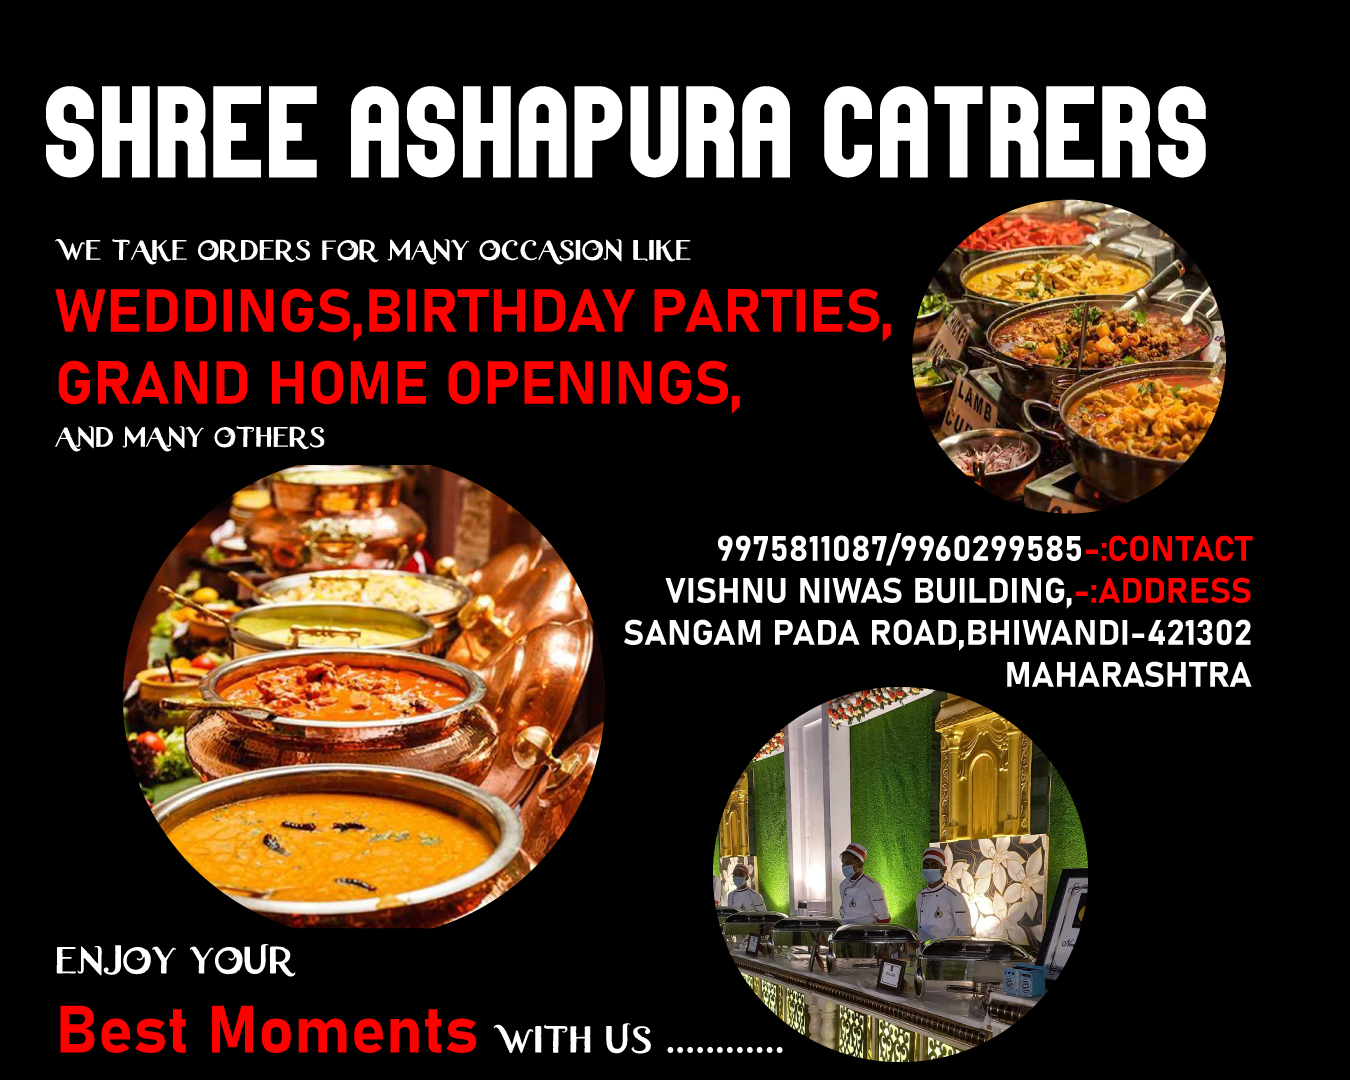 SHREE ASHAPURA CATRERS
WE TAKE ORDERS FOR MANY OCCASION LIKE
WEDDINGS,BIRTHDAY PARTIES,
GRAND HOME OPENINGS,
AND MANY OTHERS
LAMB
9975811087/9960299585-:CONTACT
VISHNU NIWAS BUILDING,-:ADDRESS
SANGAM PADA ROAD,BHIWANDI-421302
MAHARASHTRA
ENJOY YOUR
Best Moments WITH US ............